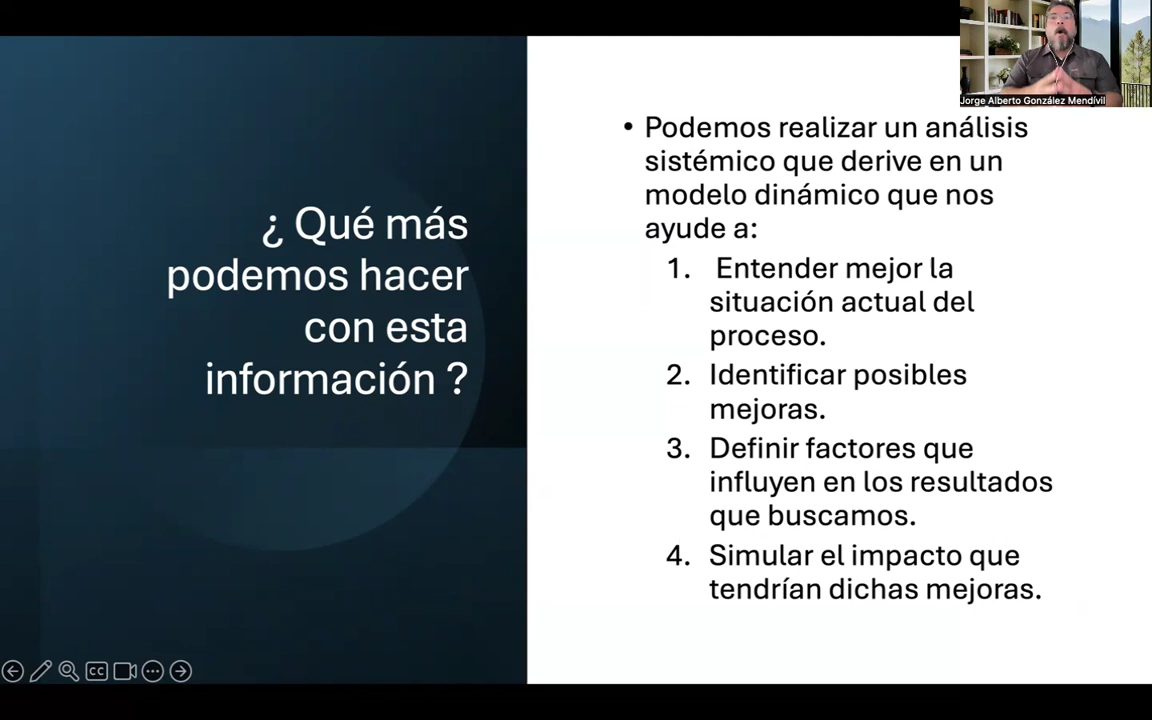 ¿ Qué más
podemos hacer
con esta
información ?
Jorge Alberto González Mendívil
• Podemos realizar un análisis
sistémico que derive en un
modelo dinámico que nos
ayude a:
1. Entender mejor la
situación actual del
proceso.
2. Identificar posibles
mejoras.
3. Definir factores que
influyen en los resultados
que buscamos.
4. Simular el impacto que
tendrían dichas mejoras.
CC